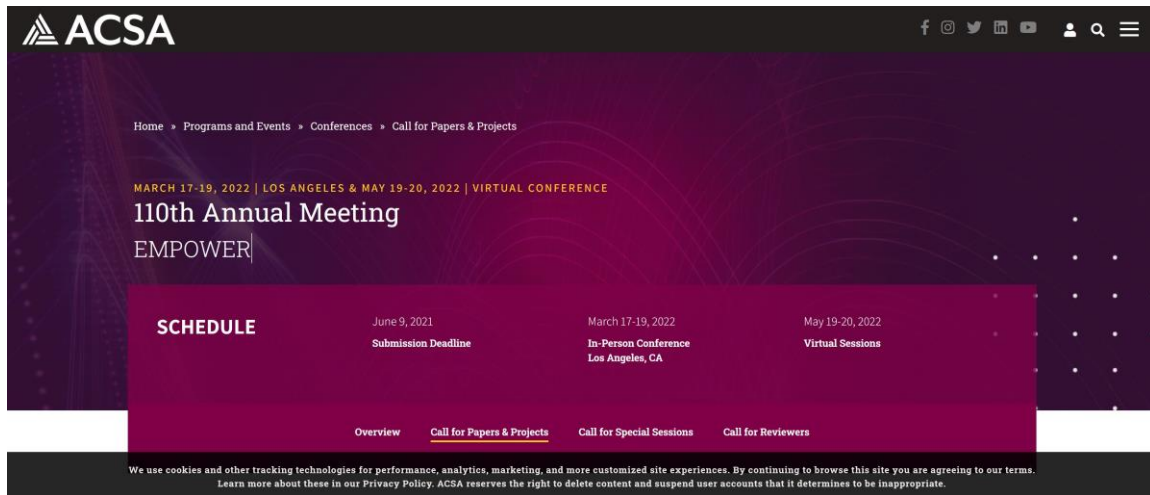 ACSA
Home » Programs and Events » Conferences » Call for Papers & Projects
MARCH 17-19, 2022 | LOS ANGELES & MAY 19-20, 2022 | VIRTUAL CONFERENCE
110th Annual Meeting
EMPOWER
SCHEDULE
June 9, 2021
Submission Deadline
March 17-19, 2022
In-Person Conference
Los Angeles, CA
May 19-20, 2022
Virtual Sessions
Overview Call for Papers & Projects Call for Special Sessions Call for Reviewers
We use cookies and other tracking technologies for performance, analytics, marketing, and more customized site experiences. By continuing to browse this site you are agreeing to our terms.
Learn more about these in our Privacy Policy. ACSA reserves the right to delete content and suspend user accounts that it determines to be inappropriate.